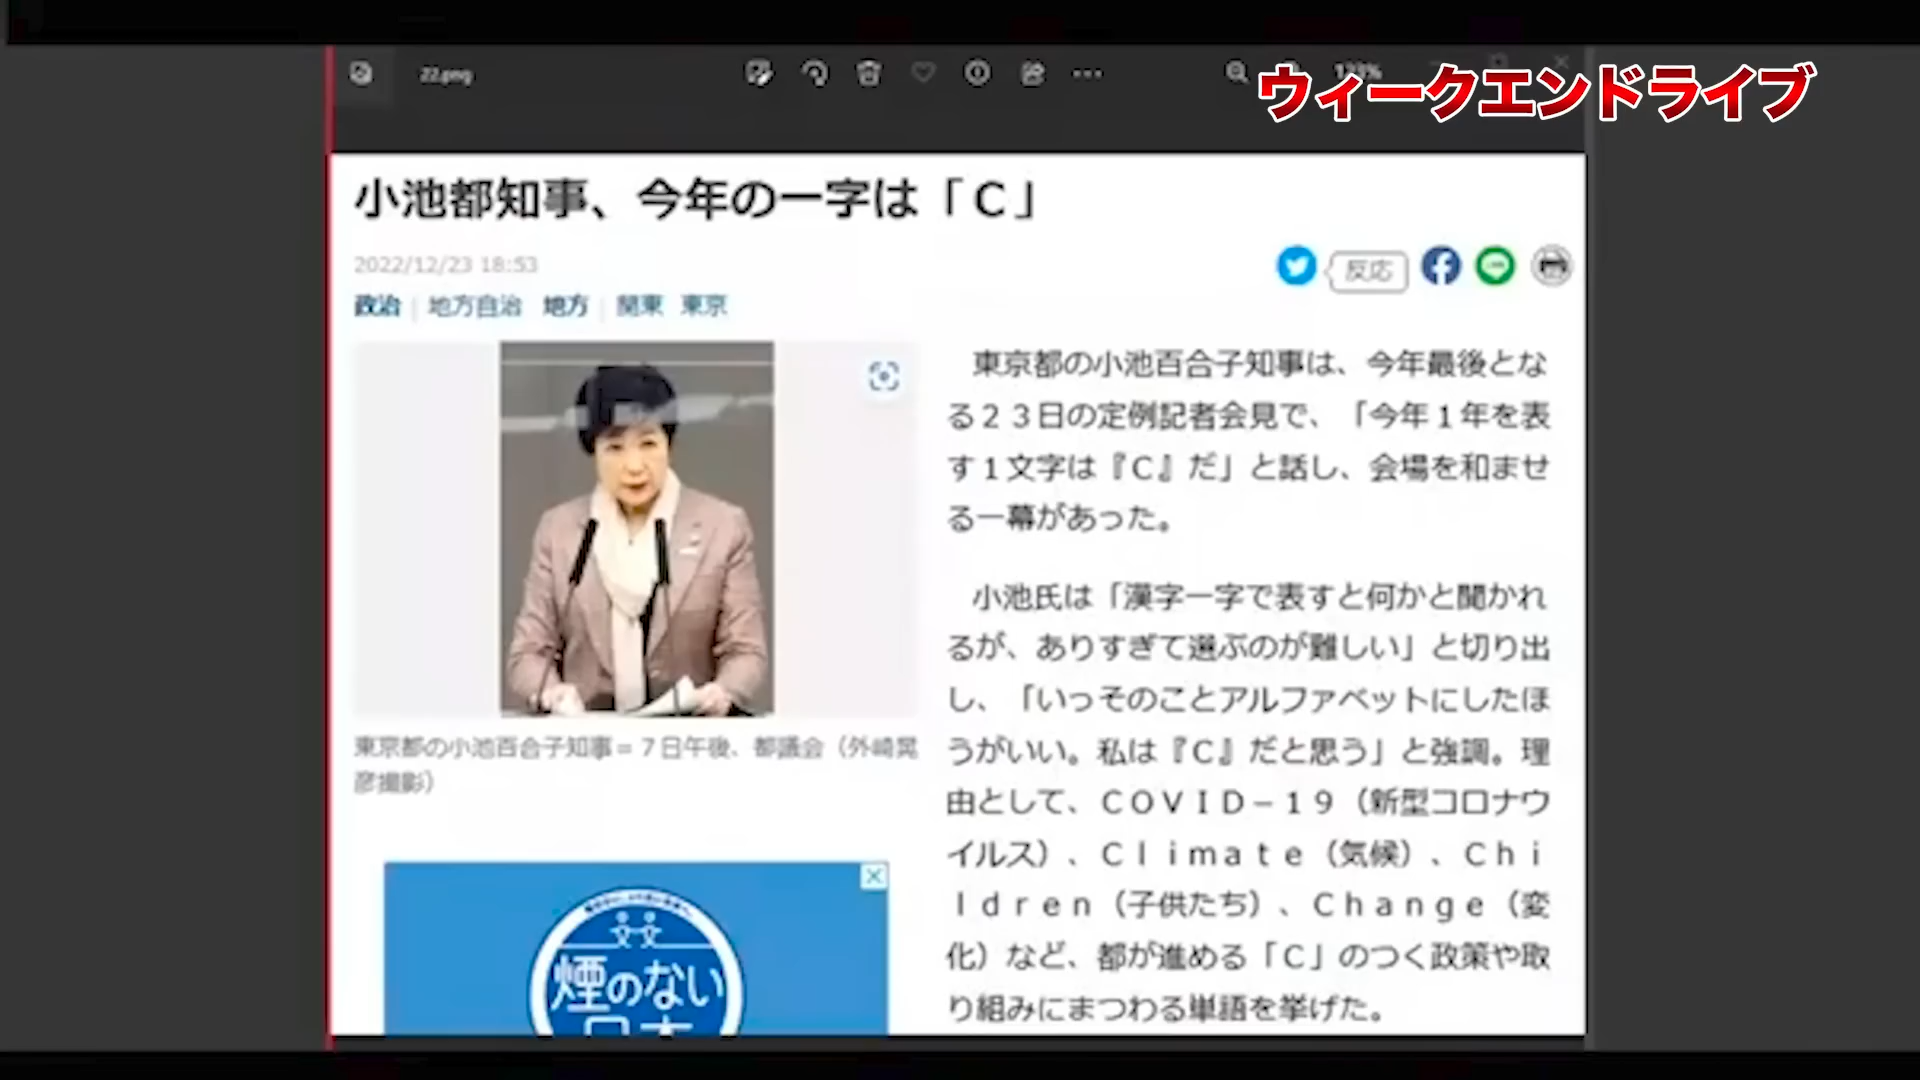 22.png
123%
ウィークエンドライブ
小池都知事、今年の一字は「Ｃ」
2022/12/23 18:53
反応
政治 | 地方自治 地方 | 関東 東京
東京都の小池百合子知事は、今年最後とな
る２３日の定例記者会見で、「今年１年を表
す１文字は『Ｃ』だ」と話し、会場を和ませ
る一幕があった。
小池氏は「漢字一字で表すと何かと聞かれ
るが、ありすぎて選ぶのが難しい」と切り出
し、「いっそのことアルファベットにしたほ
うがいい。私は『Ｃ』だと思う」と強調。理
由として、ＣＯＶＩＤ－１９（新型コロナウ
イルス）、Ｃｌｉｍａｔｅ（気候）、Ｃｈｉ
ｌｄｒｅｎ（子供たち）、Ｃｈａｎｇｅ（変
化）など、都が進める「Ｃ」のつく政策や取
り組みにまつわる単語を挙げた。
東京都の小池百合子知事＝７日午後、都議会（外崎晃
彦撮影）
煙のない
日本